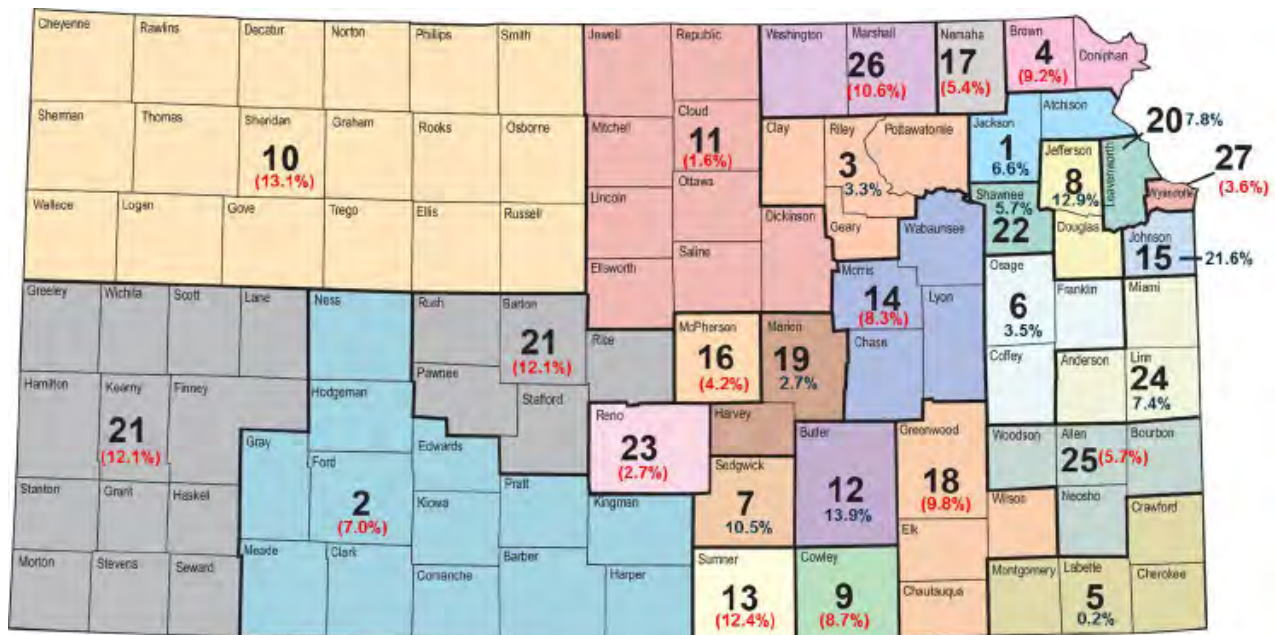 Cheyenne
Rawlins
Decatur
Norton
Phillips
Smith
Jewell
Republic
Washington
Marshall
26
(10.6%)
Nemaha
17
(5.4%)
Brown
4
(9.2%)
Doniphan
Sherman
Thomas
Sheridan
10
(13.1%)
Graham
Rooks
Osborne
Mitchell
Cloud
11
(1.6%)
Clay
Riley
3
3.3%
Pottawatomie
Jackson
1
6.6%
Atchison
Jefferson
8
12.9%
Leavenworth
20 7.8%
27
(3.6%)
Wyandotte
Wallace
Logan
Gove
Trego
Ellis
Russell
Lincoln
Ottawa
Dickinson
Geary
Wabaunsee
Shawnee
5.7%
22
Douglas
Johnson
15
21.6%
Ellsworth
Saline
Morris
14
(8.3%)
Lyon
Chase
Osage
6
3.5%
Coffey
Franklin
Miami
Greeley
Wichita
Scott
Lane
Ness
Rush
Barton
21
(12.1%)
Rice
McPherson
16
(4.2%)
Marion
19
2.7%
Anderson
Linn
24
7.4%
Hamilton
Kearny
21
(12.1%)
Finney
Hodgeman
Pawnee
Stafford
Reno
23
(2.7%)
Harvey
Butler
12
13.9%
Greenwood
18
(9.8%)
Woodson
Allen
25 (5.7%)
Bourbon
Gray
Ford
2
(7.0%)
Edwards
Kiowa
Pratt
Kingman
Sedgwick
7
10.5%
Elk
Wilson
Neosho
Crawford
Stanton
Grant
Haskell
Morton
Stevens
Seward
Meade
Clark
Comanche
Barber
Harper
Sumner
13
(12.4%)
Cowley
9
(8.7%)
Chautauqua
Montgomery
Labette
5
0.2%
Cherokee